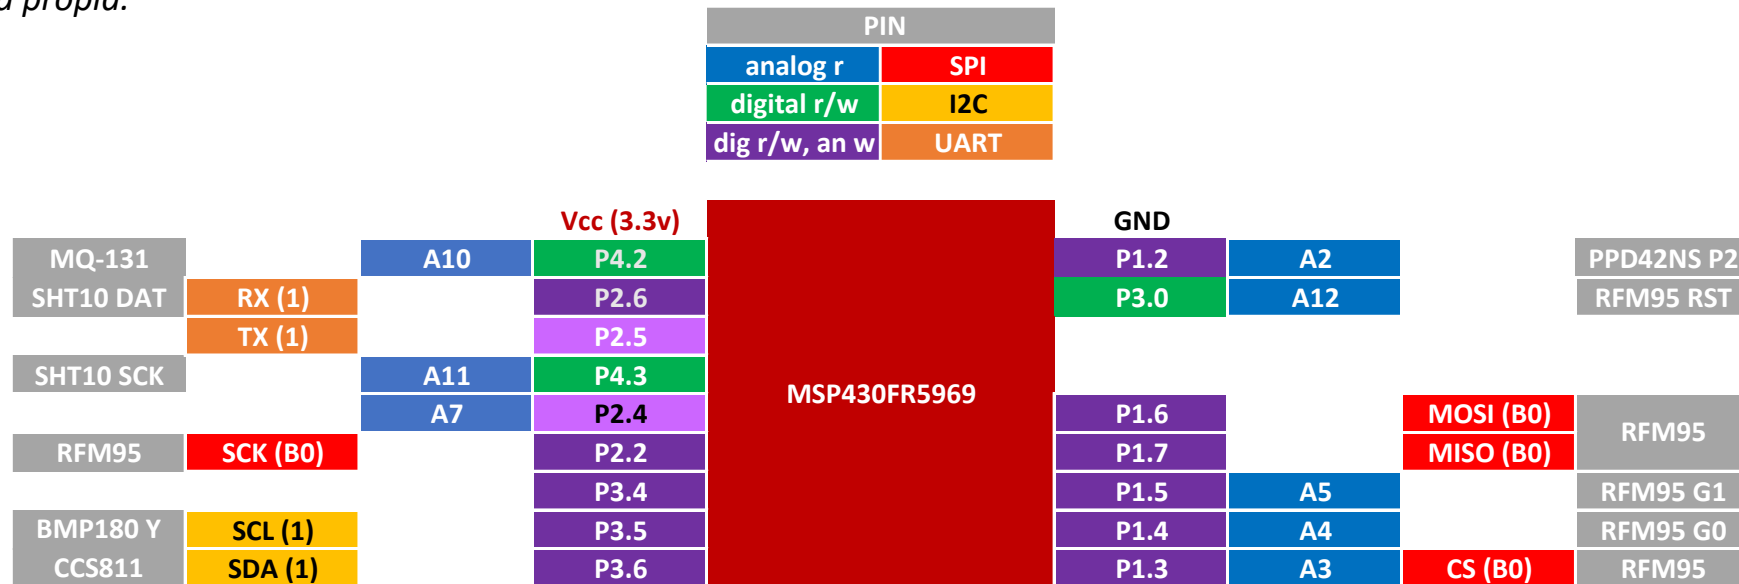 a propia.
PIN
analog r SPI
digital r/w I2C
dig r/w, an w UART
Vcc (3.3v) GND
MQ-131 A10 P4.2 P1.2 A2 PPD42NS P2
SHT10 DAT RX (1) P2.6 P3.0 A12 RFM95 RST
TX (1) P2.5
SHT10 SCK A11 P4.3
MSP430FR5969
A7 P2.4 P1.6 MOSI (B0)
RFM95
RFM95 SCK (B0) P2.2 P1.7 MISO (B0)
P3.4 P1.5 A5 RFM95 G1
BMP180 Y SCL (1) P3.5 P1.4 A4 RFM95 G0
CCS811 SDA (1) P3.6 P1.3 A3 CS (B0) RFM95